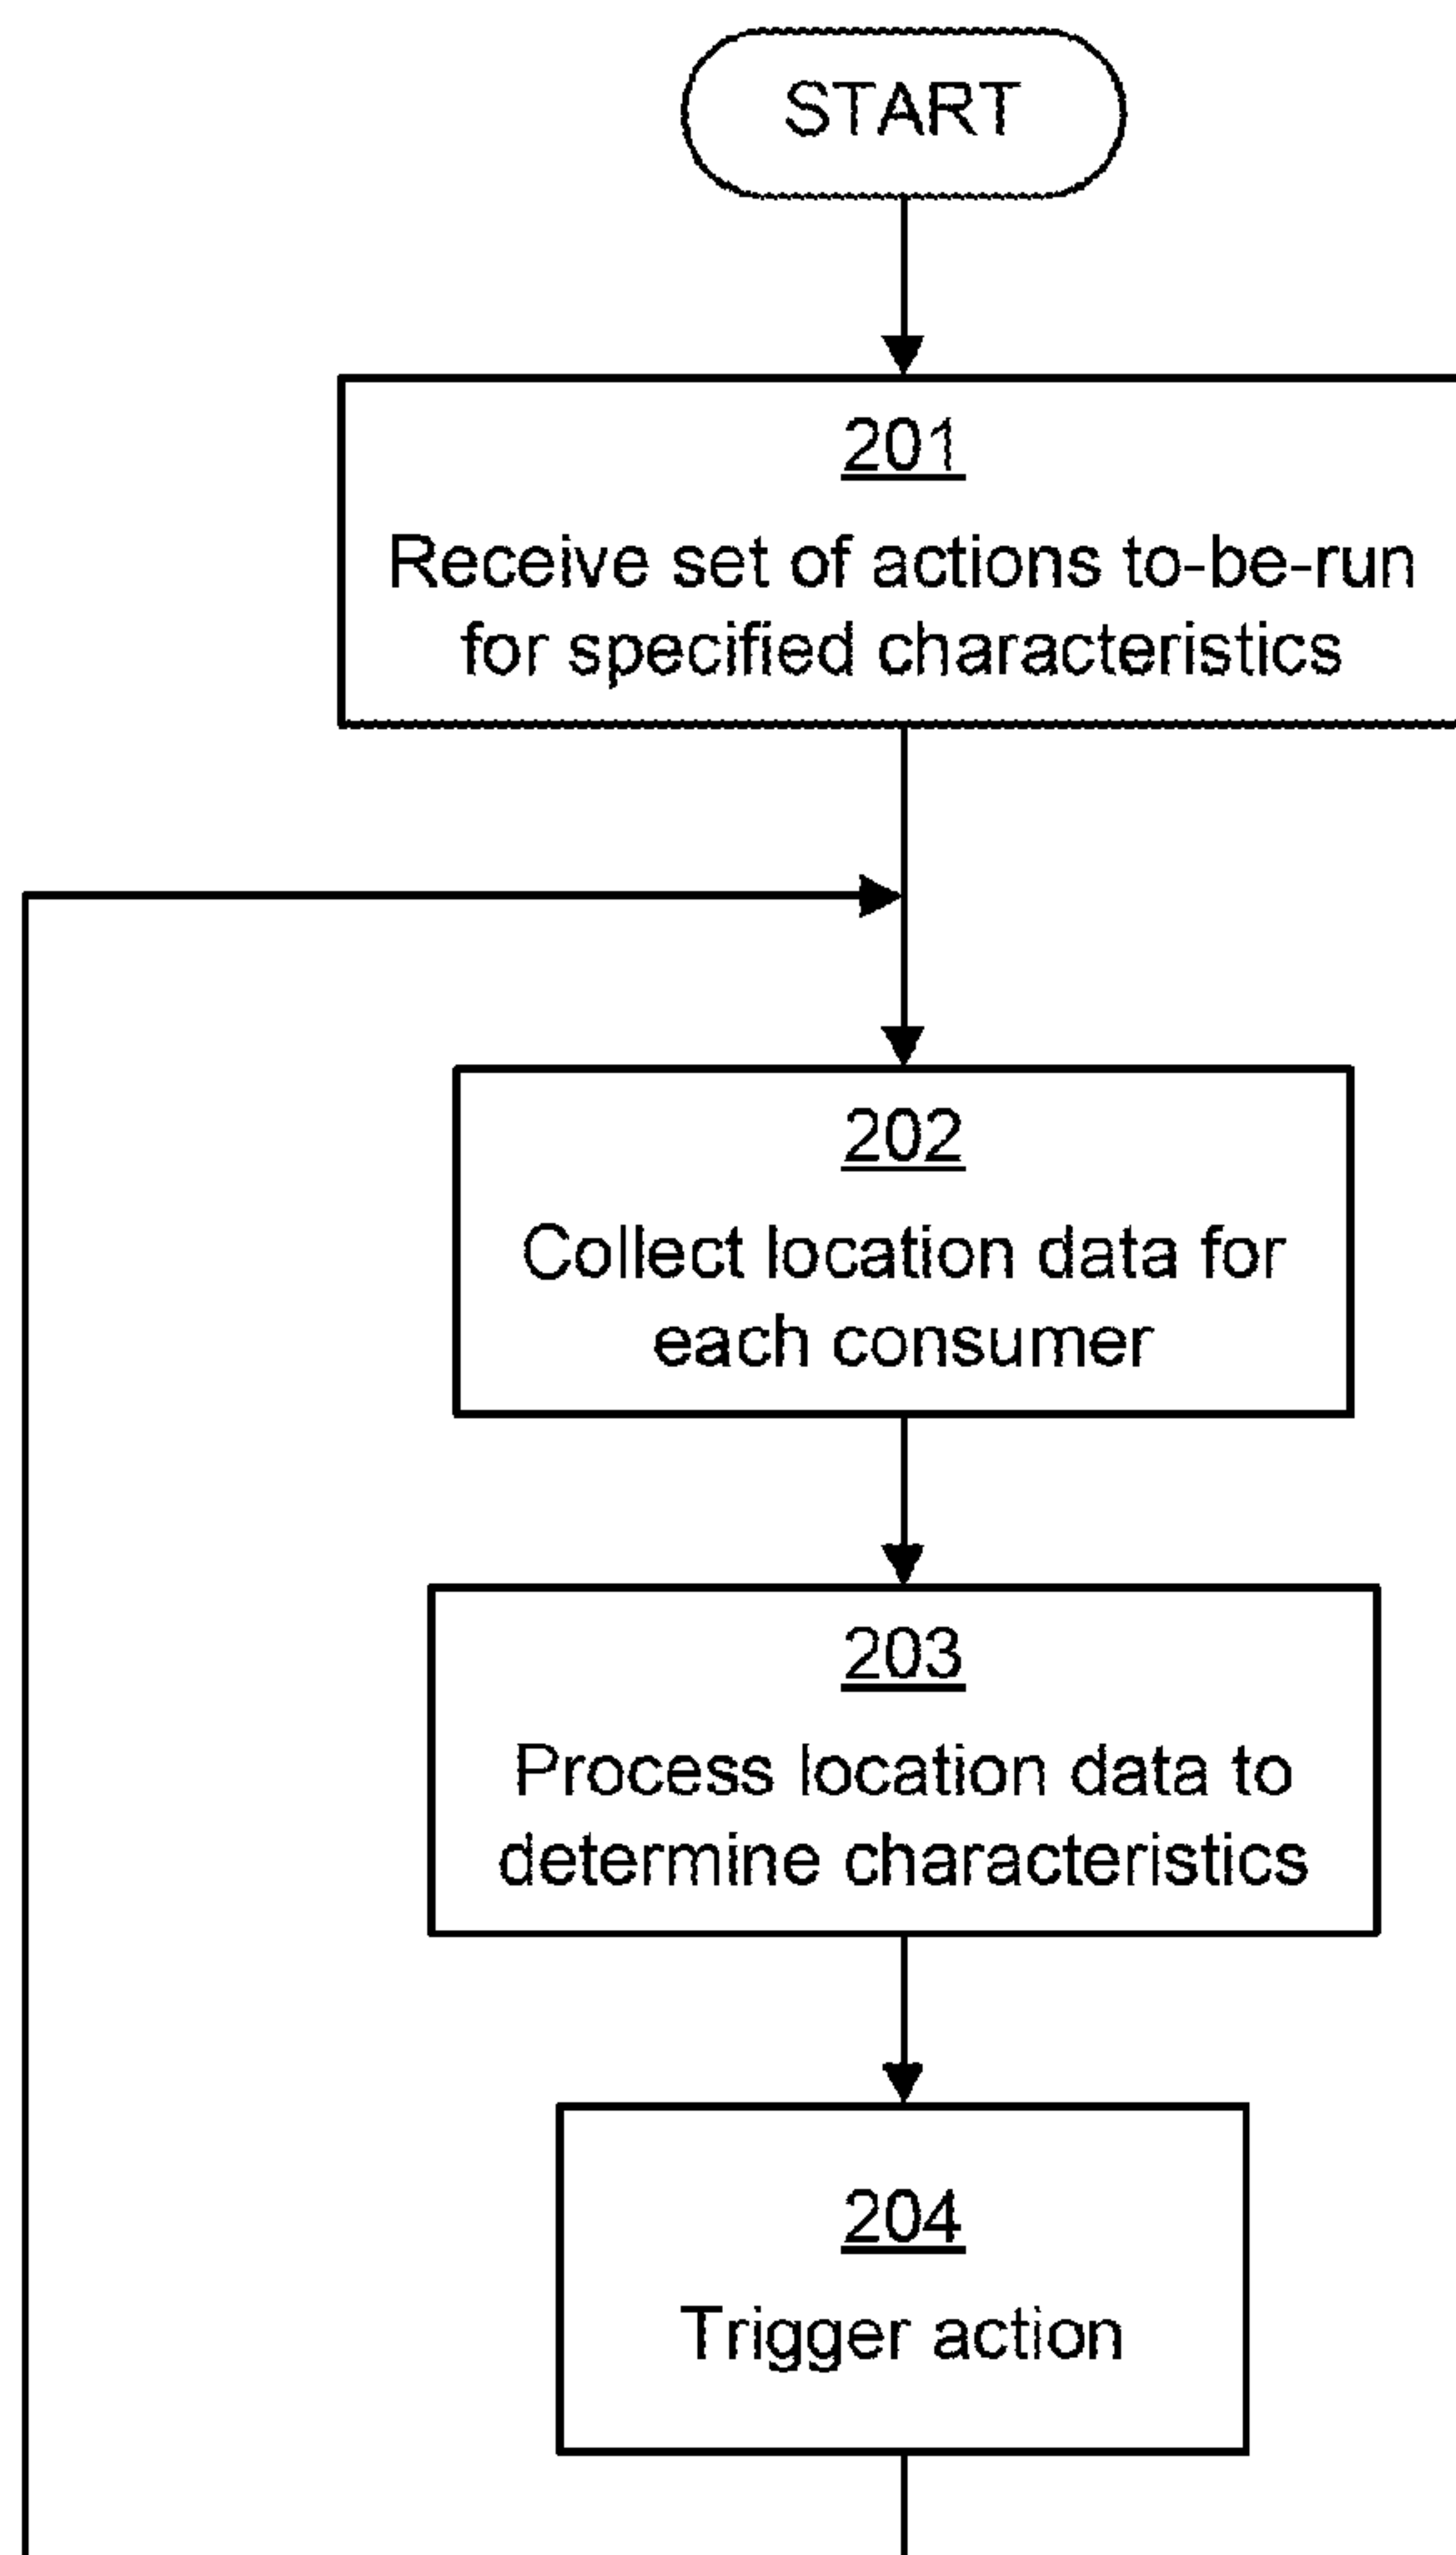 START
201
Receive set of actions to-be-run
for specified characteristics
202
Collect location data for
each consumer
203
Process location data to
determine characteristics
204
Trigger action